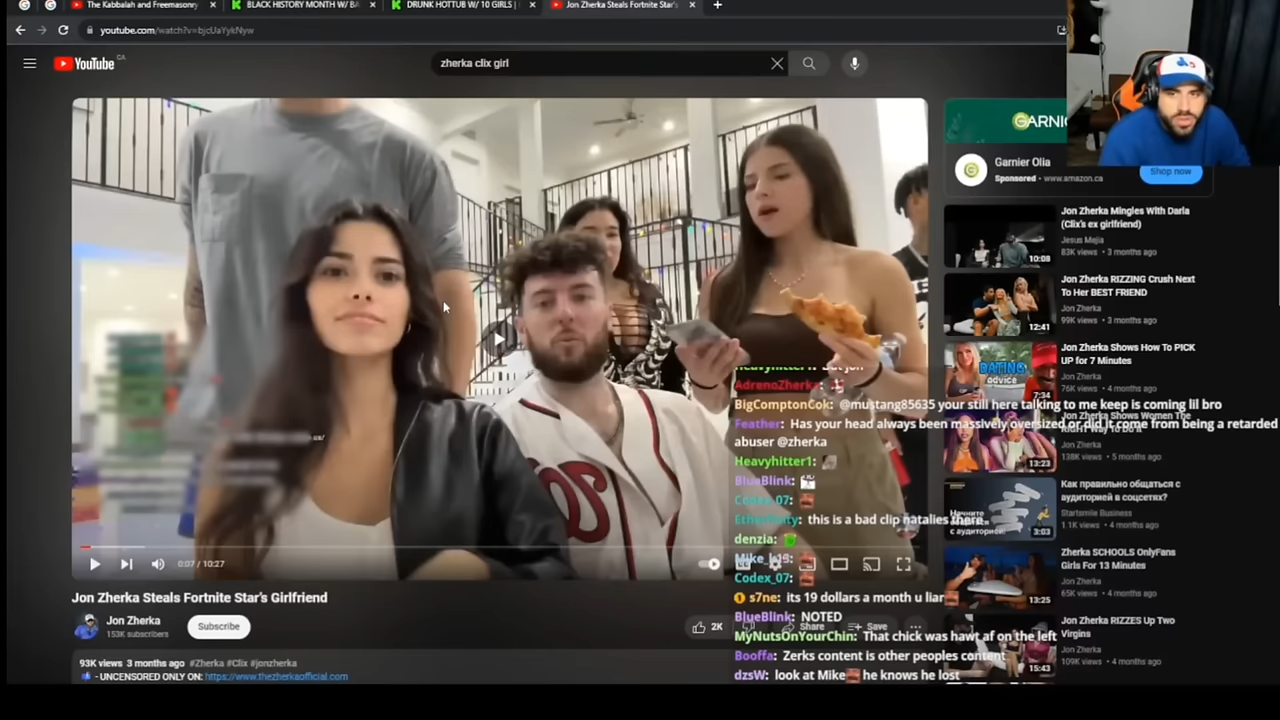 The Kabbalah and Freemasonry
BLACK HISTORY MONTH W/ BA
DRUNK HOTTUB W/ 10 GIRLS |
Jon Zherka Steals Fortnite Star's
youtube.com/watch?v=bjcUaYykNyw
YouTube CA
zherka clix girl
GARNI
Garnier Olia
Sponsored • www.amazon.ca
Shop now
Jon Zherka Mingles With Darla
(Clix's ex girlfriend)
Jesus Mejia
83K views • 3 months ago
10:08
Jon Zherka RIZZING Crush Next
To Her BEST FRIEND
Jon Zherka
99K views • 3 months ago
12:41
Jon Zherka Shows How To PICK
UP for 7 Minutes
Jon Zherka
76K views • 4 months ago
DATING
ADVICE
7:34
Jon Zherka
138K views • 5 months ago
13:23
Как правильно общаться с
аудиторией в соцсетях?
Startsmile Business
1.1K views • 4 months ago
3:03
Zherka SCHOOLS OnlyFans
Girls For 13 Minutes
Jon Zherka
65K views • 4 months ago
13:25
Jon Zherka RIZZES Up Two
Virgins
Jon Zherka
109K views • 4 months ago
15:43
AdrenoZherka:
BigComptonCok: @mustang85635 your still here talking to me keep is coming lil bro
Feather: Has your head always been massively oversized or did it come from being a retarded
abuser @zherka
Heavyhitter1:
BlueBlink:
Codex_07:
this is a bad clip natalies there
denzia:
Codex_07:
s7ne: its 19 dollars a month u liar
BlueBlink: NOTED
MyNutsOnYourChin: That chick was hawt af on the left
Booffa: Zerks content is other peoples content
dzsW: look at Mike he knows he lost
0:07 / 10:27
Jon Zherka Steals Fortnite Star's Girlfriend
Jon Zherka
153K subscribers
Subscribe
2K
Share
Save
93K views 3 months ago #Zherka #Clix #jonzherka
- UNCENSORED ONLY ON: https://www.thezherkaofficial.com